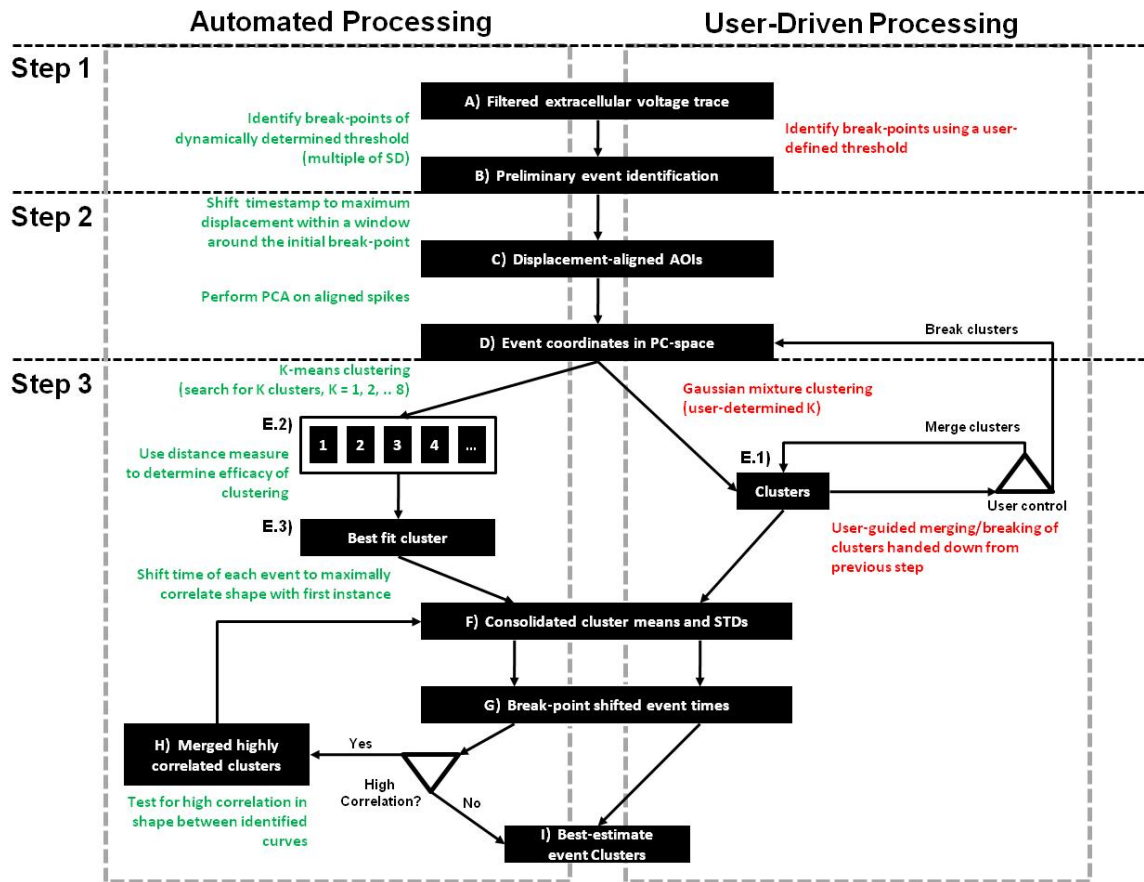 Automated Processing
User-Driven Processing
Step 1
A) Filtered extracellular voltage trace
Identify break-points of
dynamically determined threshold
(multiple of SD)
Identify break-points using a user-
defined threshold
B) Preliminary event identification
Step 2
Shift timestamp to maximum
displacement within a window
around the initial break-point
C) Displacement-aligned AOIs
Perform PCA on aligned spikes
D) Event coordinates in PC-space
Break clusters
Step 3
K-means clustering
(search for K clusters, K = 1, 2, .. 8)
Gaussian mixture clustering
(user-determined K)
E.2)
1 2 3 4 ...
Merge clusters
E.1)
Clusters
User control
Use distance measure
to determine efficacy of
clustering
E.3)
Best fit cluster
User-guided merging/breaking of
clusters handed down from
previous step
Shift time of each event to maximally
correlate shape with first instance
F) Consolidated cluster means and STDs
G) Break-point shifted event times
H) Merged highly
correlated clusters
Yes
High
Correlation?
No
Test for high correlation in
shape between identified
curves
I) Best-estimate
event Clusters